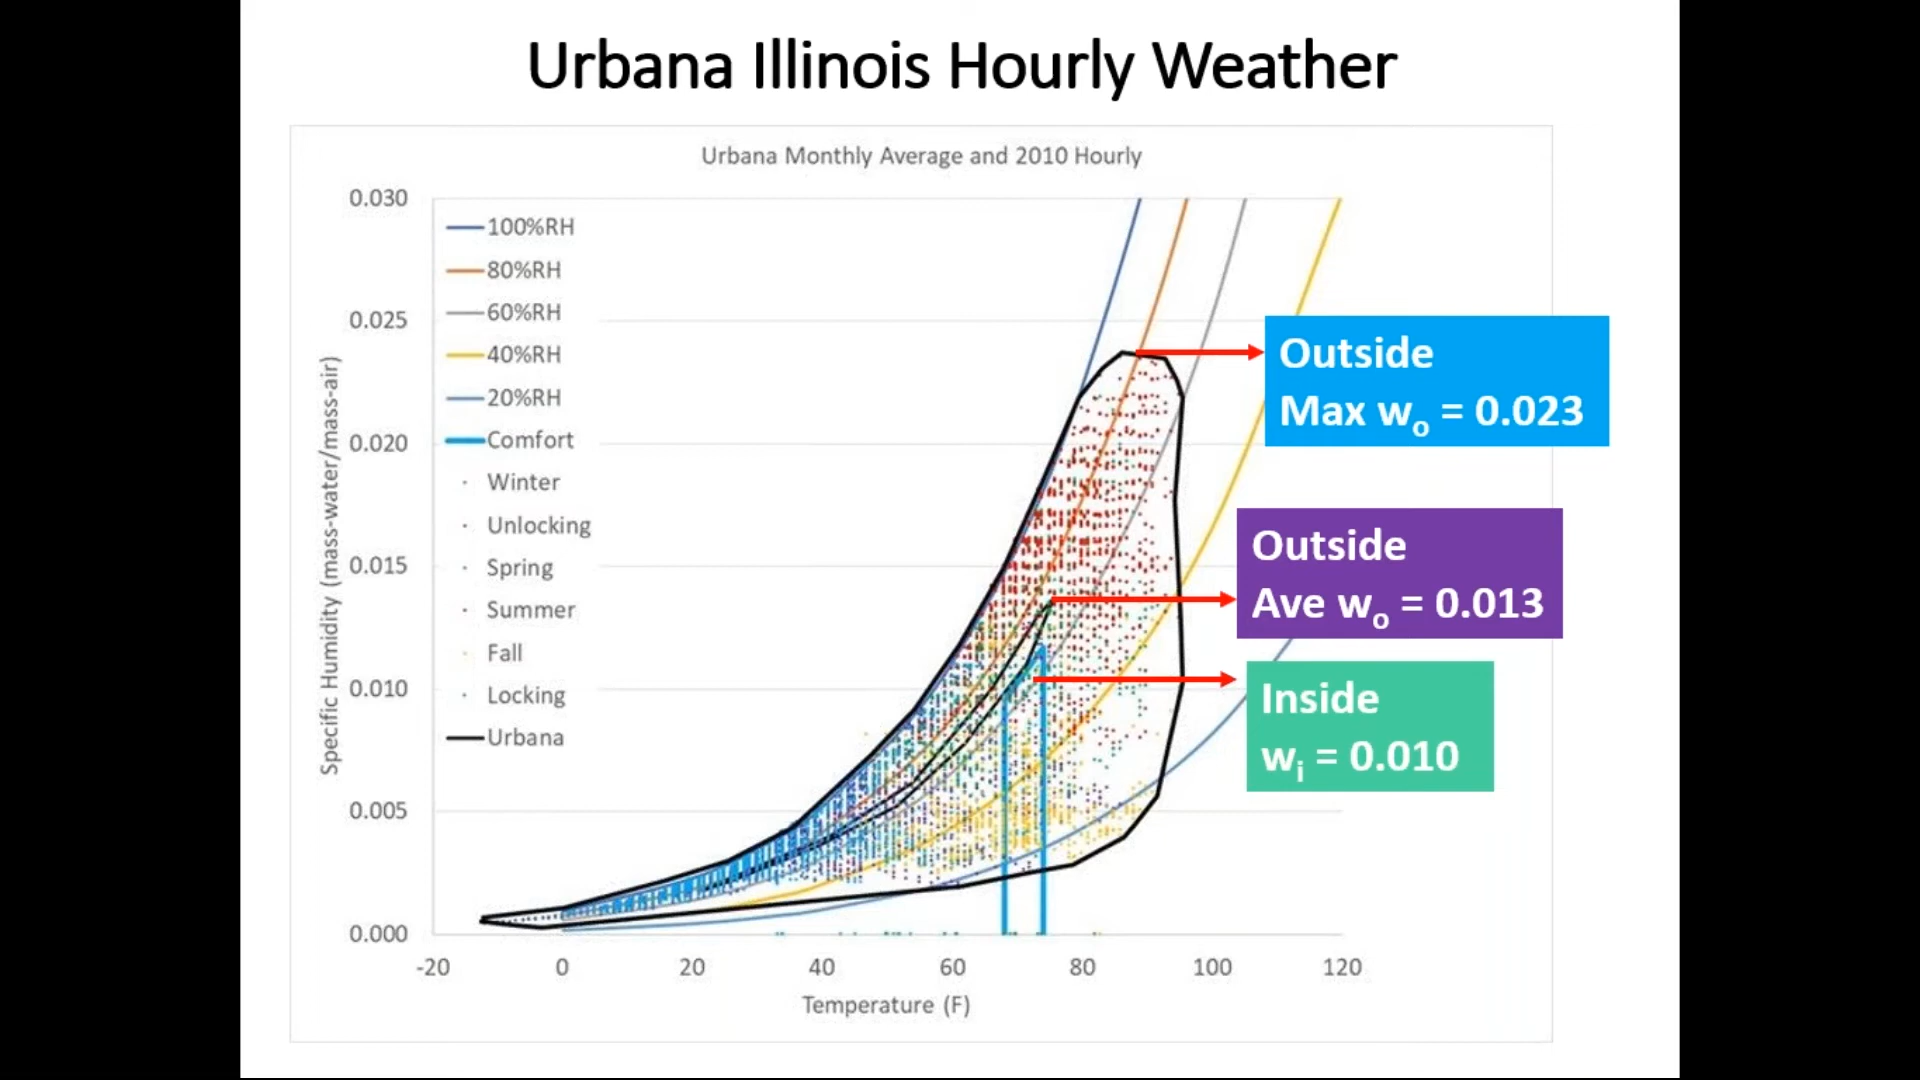 Urbana Illinois Hourly Weather
Urbana Monthly Average and 2010 Hourly
Specific Humidity (mass-water/mass-air)
0.030
0.025
0.020
0.015
0.010
0.005
0.000
100%RH
80%RH
60%RH
40%RH
20%RH
Comfort
Winter
Unlocking
Spring
Summer
Fall
Locking
Urbana
Outside
Max wₒ = 0.023
Outside
Ave wₒ = 0.013
Inside
wᵢ = 0.010
-20 0 20 40 60 80 100 120
Temperature (F)